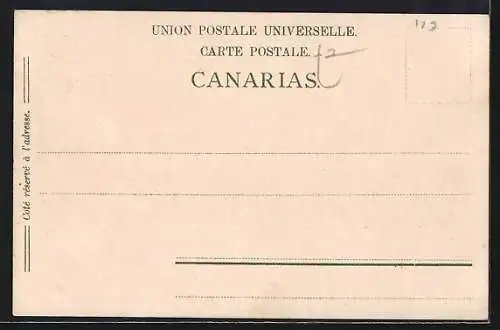 UNION POSTALE UNIVERSELLE.
CARTE POSTALE.
CANARIAS.
Côté réservé à l'adresse.